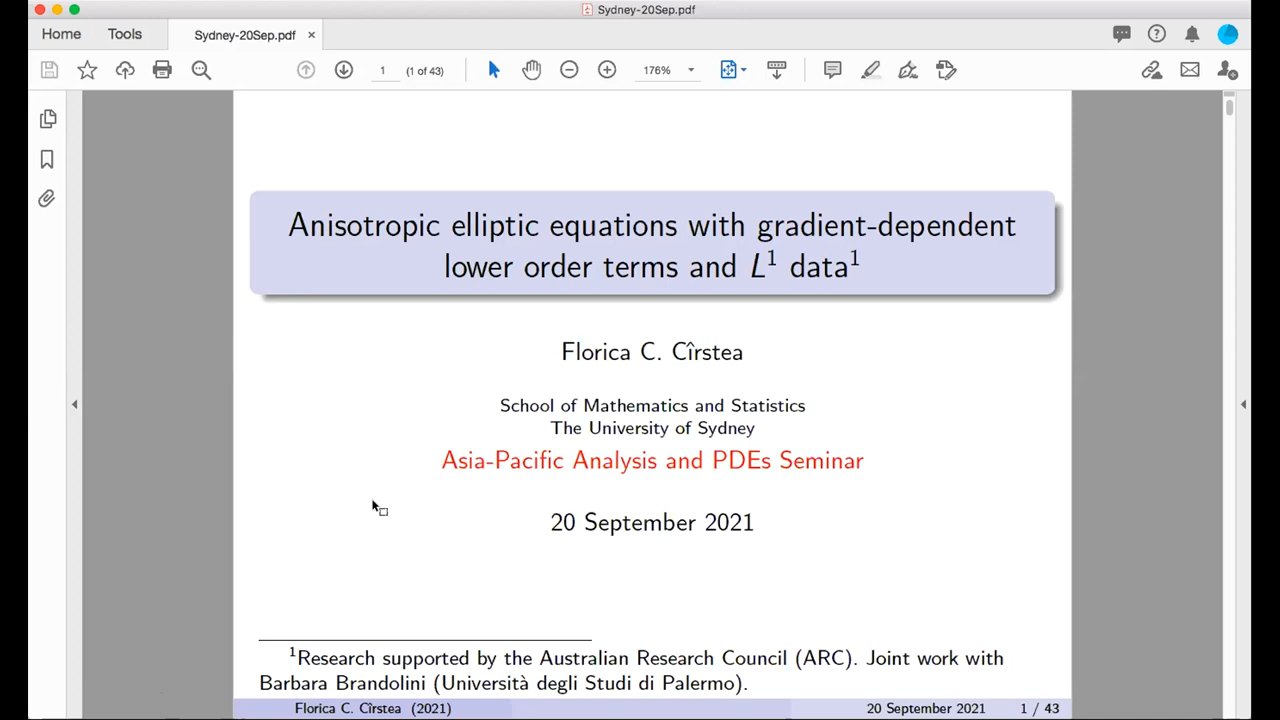 Sydney-20Sep.pdf
Home
Tools
Sydney-20Sep.pdf ×
1 (1 of 43)
176%
Anisotropic elliptic equations with gradient-dependent
lower order terms and L¹ data¹
Florica C. Cîrstea
School of Mathematics and Statistics
The University of Sydney
Asia-Pacific Analysis and PDEs Seminar
20 September 2021
¹Research supported by the Australian Research Council (ARC). Joint work with
Barbara Brandolini (Università degli Studi di Palermo).
Florica C. Cîrstea (2021)
20 September 2021
1 / 43